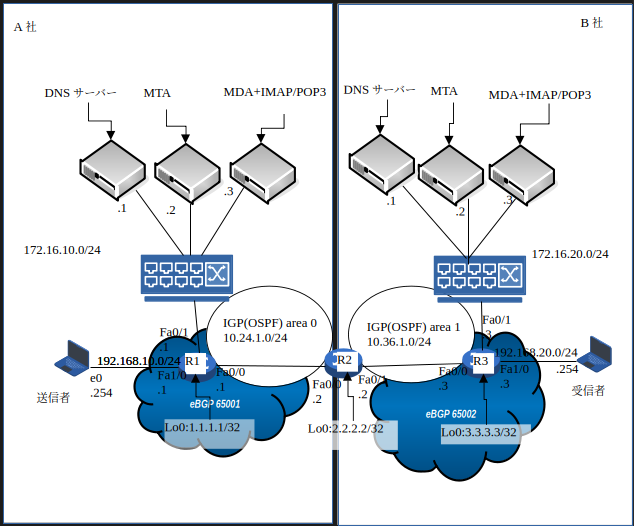 A 社
B 社
DNS サーバー
MTA
MDA+IMAP/POP3
DNS サーバー
MTA
MDA+IMAP/POP3
.1
.2
.3
.1
.2
.3
172.16.10.0/24
172.16.20.0/24
IGP(OSPF) area 0
10.24.1.0/24
IGP(OSPF) area 1
10.36.1.0/24
Fa0/1
.1
Fa0/1
.3
192.168.10.0/24
R1
R2
R3
192.168.20.0/24
e0
.254
送信者
Fa1/0
.1
Fa0/0
.1
Fa0/0
.2
Fa0/1
.2
Fa0/0
.3
Fa1/0
.3
.254
受信者
eBGP 65001
eBGP 65002
Lo0:1.1.1.1/32
Lo0:2.2.2.2/32
Lo0:3.3.3.3/32